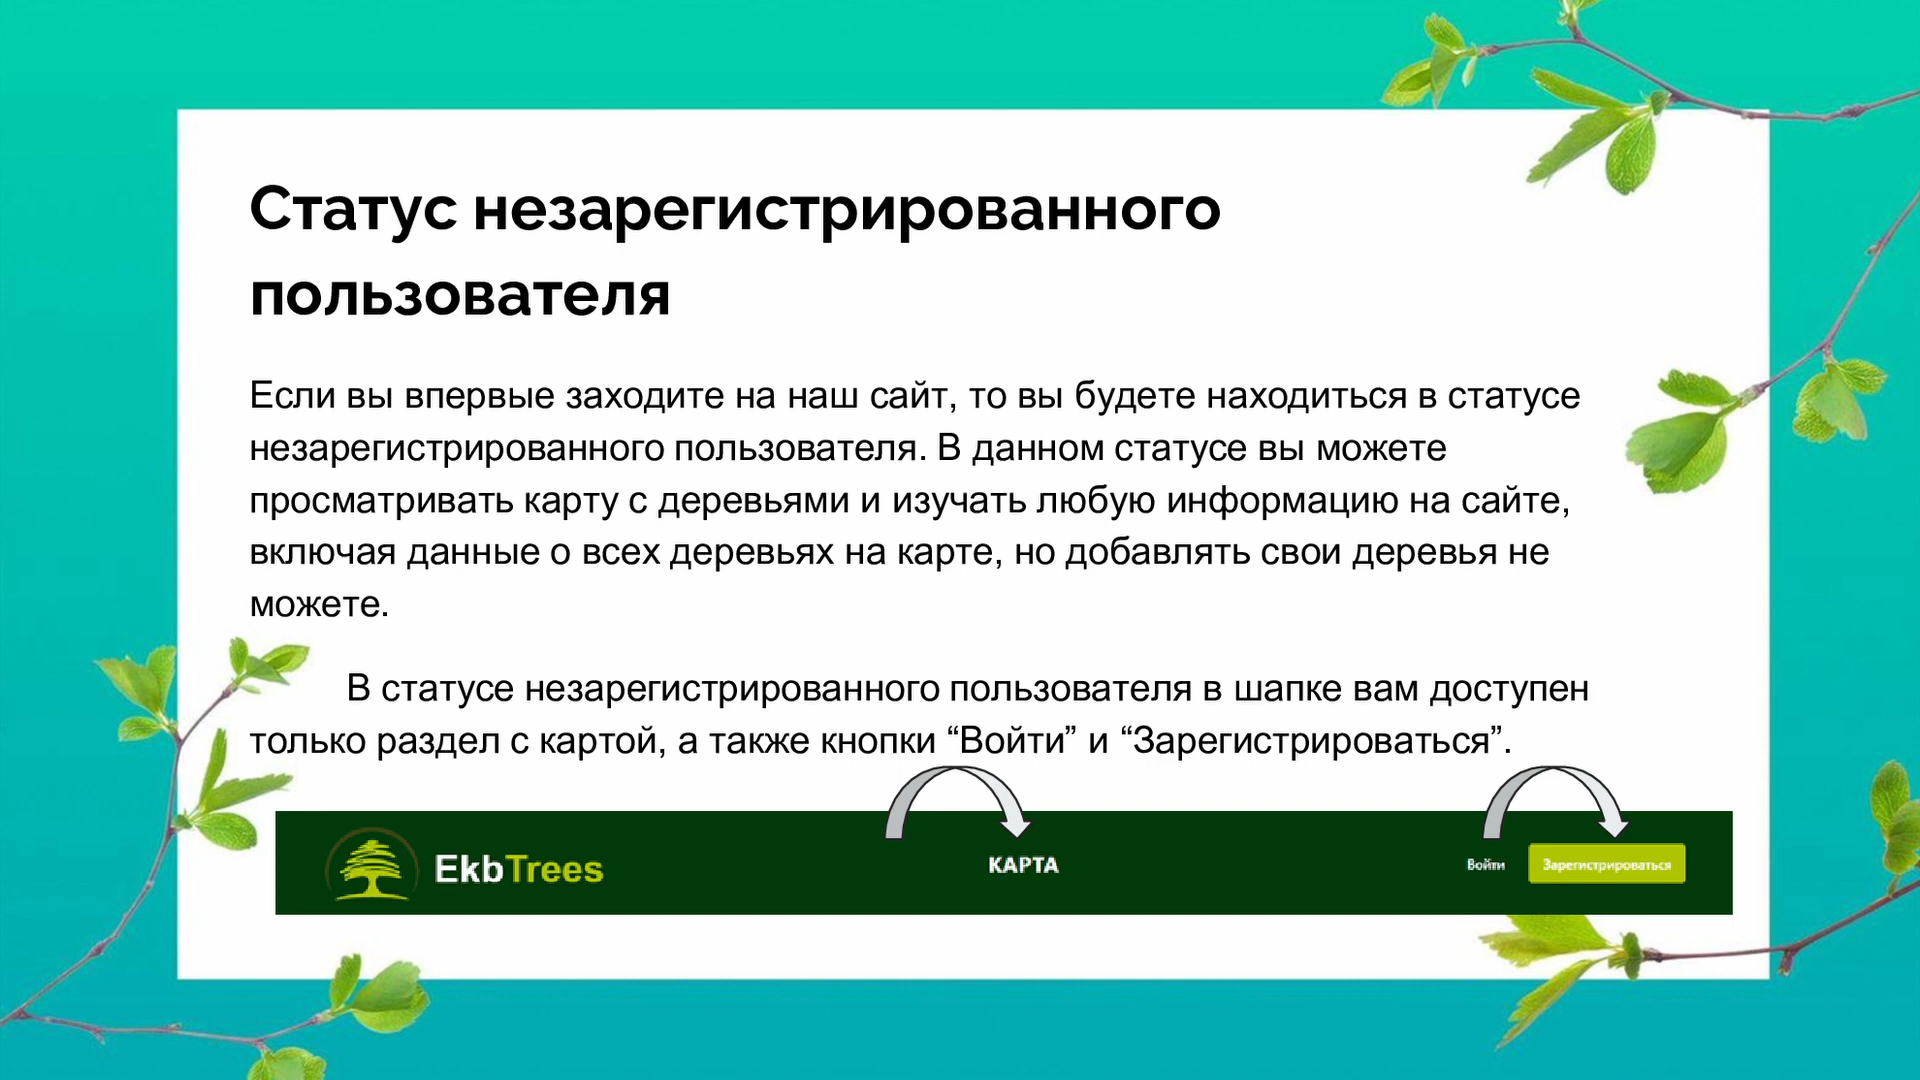 Статус незарегистрированного
пользователя
Если вы впервые заходите на наш сайт, то вы будете находиться в статусе
незарегистрированного пользователя. В данном статусе вы можете
просматривать карту с деревьями и изучать любую информацию на сайте,
включая данные о всех деревьях на карте, но добавлять свои деревья не
можете.
В статусе незарегистрированного пользователя в шапке вам доступен
только раздел с картой, а также кнопки “Войти” и “Зарегистрироваться”.
EkbTrees
КАРТА
Войти
Зарегистрироваться